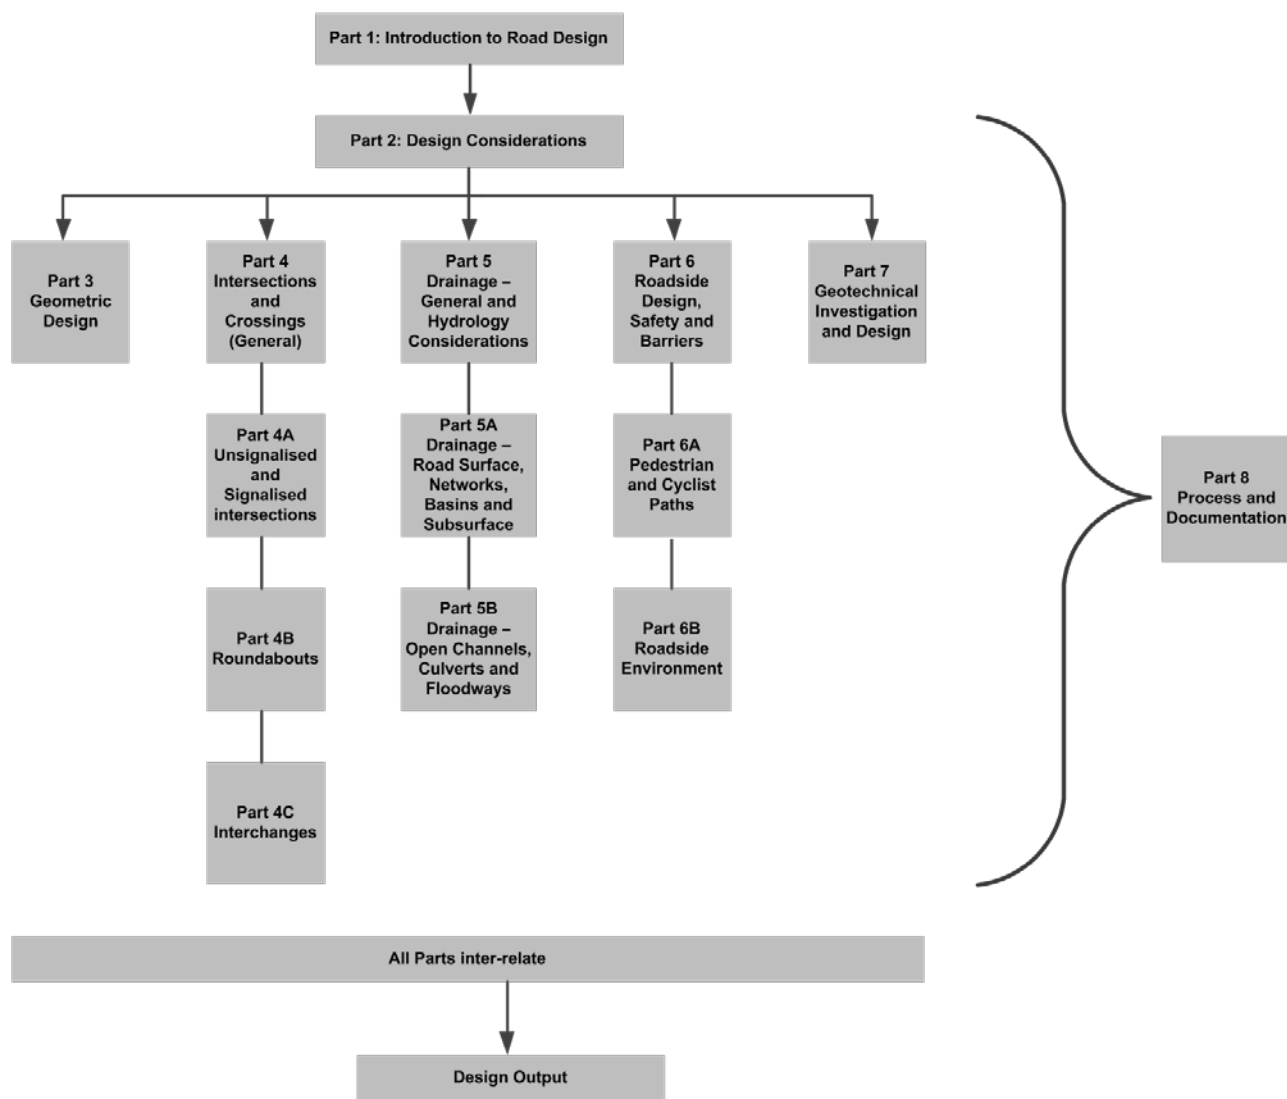 Part 1: Introduction to Road Design
Part 2: Design Considerations
Part 3
Geometric
Design
Part 4
Intersections
and
Crossings
(General)
Part 5
Drainage –
General and
Hydrology
Considerations
Part 6
Roadside
Design,
Safety and
Barriers
Part 7
Geotechnical
Investigation
and Design
Part 4A
Unsignalised
and
Signalised
intersections
Part 5A
Drainage –
Road Surface,
Networks,
Basins and
Subsurface
Part 6A
Pedestrian
and Cyclist
Paths
Part 8
Process and
Documentation
Part 4B
Roundabouts
Part 5B
Drainage –
Open Channels,
Culverts and
Floodways
Part 6B
Roadside
Environment
Part 4C
Interchanges
All Parts inter-relate
Design Output